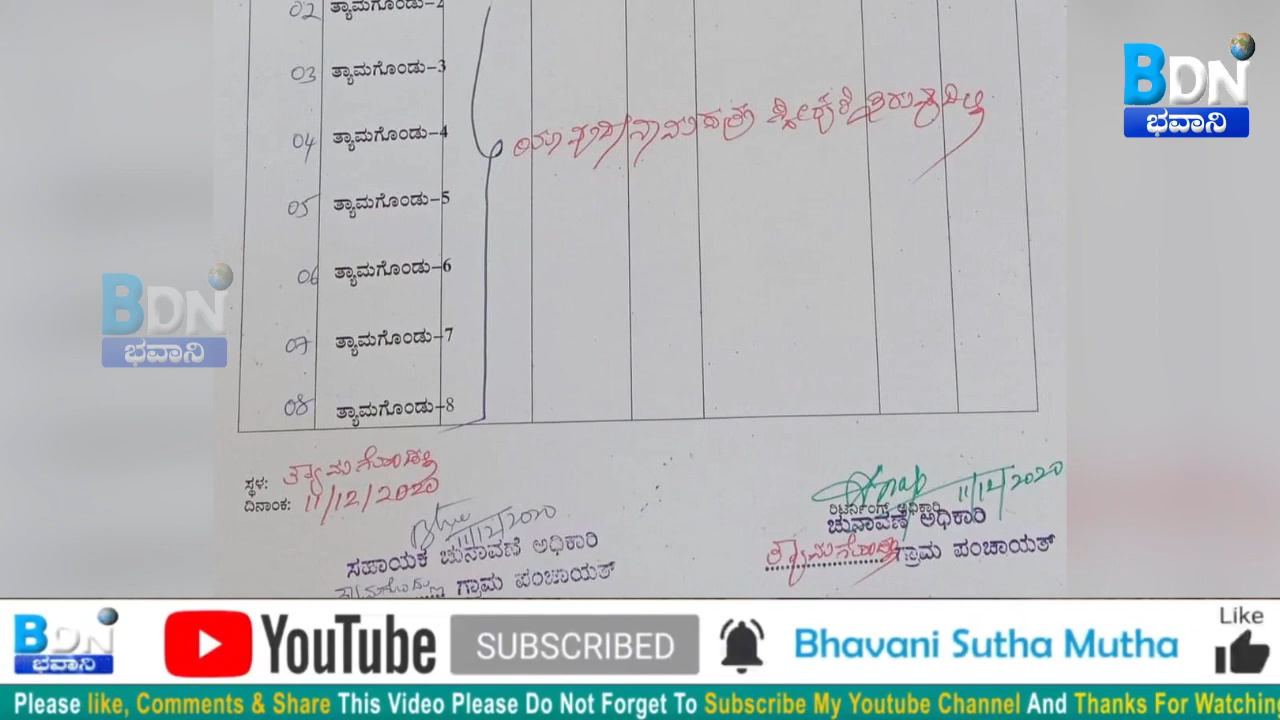 02 ತ್ಯಾಮಗೊಂಡು-2
BDN
ಭವಾನಿ
03 ತ್ಯಾಮಗೊಂಡು-3
04 ತ್ಯಾಮಗೊಂಡು-4
05 ತ್ಯಾಮಗೊಂಡು-5
06 ತ್ಯಾಮಗೊಂಡು-6
BDN
ಭವಾನಿ
07 ತ್ಯಾಮಗೊಂಡು-7
08 ತ್ಯಾಮಗೊಂಡು-8
ಸ್ಥಳ:
ದಿನಾಂಕ: 11/12/2020
11/12/2020
ಸಹಾಯಕ ಚುನಾವಣೆ ಅಧಿಕಾರಿ
ಗ್ರಾಮ ಪಂಚಾಯತ್
11/12/2020
ರಿಟರ್ನಿಂಗ್ ಅಧಿಕಾರಿ
ಚುನಾವಣೆ ಅಧಿಕಾರಿ
ಗ್ರಾಮ ಪಂಚಾಯತ್
BDN
ಭವಾನಿ
YouTube SUBSCRIBED Bhavani Sutha Mutha Like
Please like, Comments & Share This Video Please Do Not Forget To Subscribe My Youtube Channel And Thanks For Watching